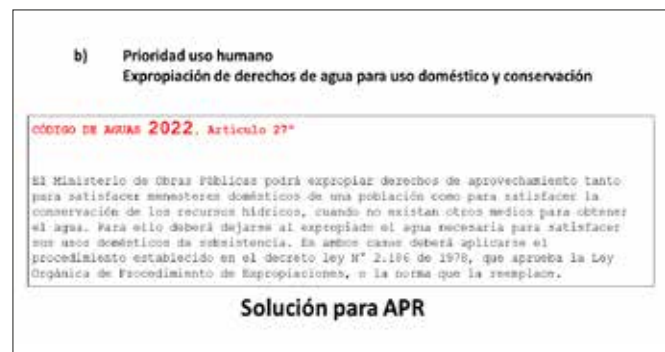 b) Prioridad uso humano
Expropiación de derechos de agua para uso doméstico y conservación
CÓDIGO DE AGUAS 2022, Artículo 27°
El Ministerio de Obras Públicas podrá expropiar derechos de aprovechamiento tanto
para satisfacer menesteres domésticos de una población como para satisfacer la
conservación de los recursos hídricos, cuando no existan otros medios para obtener
el agua. Para ello deberá dejarse al expropiado el agua necesaria para satisfacer
sus usos domésticos de subsistencia. En ambos casos deberá aplicarse el
procedimiento establecido en el decreto ley N° 2.186 de 1978, que aprueba la Ley
Orgánica de Procedimiento de Expropiaciones, o la norma que la reemplace.
Solución para APR